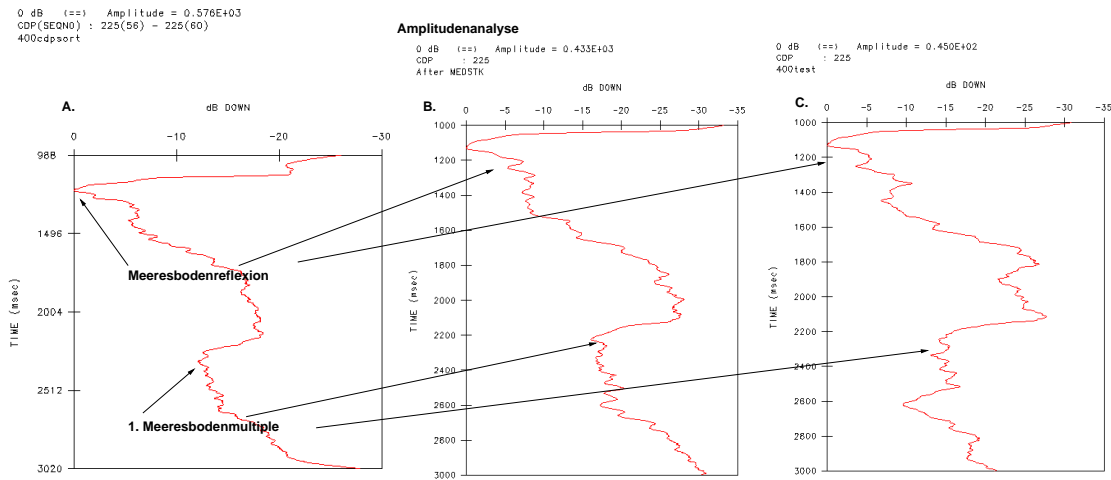 0 dB (==) Amplitude = 0.576E+03
CDP(SEQNO) : 225(56) - 225(60)
400cdpsort
Amplitudenanalyse
0 dB (==) Amplitude = 0.433E+03
CDP : 225
After MEDSTK
0 dB (==) Amplitude = 0.450E+02
CDP : 225
400test
A.
dB DOWN
0 -10 -20 -30
TIME (msec)
988
1496
2004
2512
3020
B.
dB DOWN
0 -5 -10 -15 -20 -25 -30 -35
TIME (msec)
1000
1200
1400
1600
1800
2000
2200
2400
2600
2800
3000
C.
dB DOWN
0 -5 -10 -15 -20 -25 -30 -35
TIME (msec)
1000
1200
1400
1600
1800
2000
2200
2400
2600
2800
3000
Meeresbodenreflexion
1. Meeresbodenmultiple